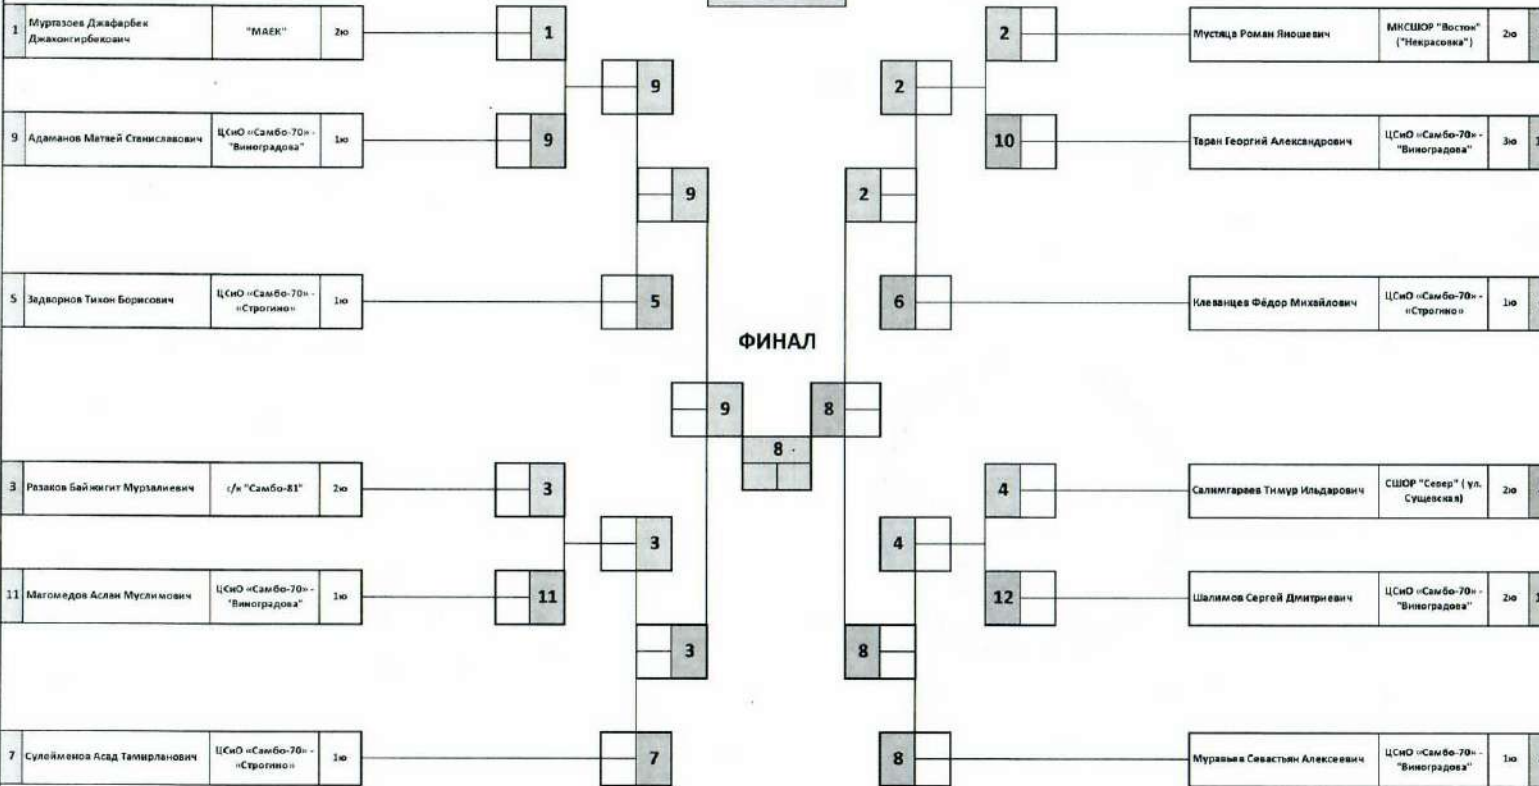 1 Муртазоев Джафарбек Джахонгирбекович "МАЕК" 2ю 1
2 Мустяца Роман Яношевич МКСШОР "Восток" ("Некрасовка") 2ю
9 2
9 Адаманов Матвей Станиславович ЦСиО «Самбо-70» - "Виноградова" 1ю 9
10 Таран Георгий Александрович ЦСиО «Самбо-70» - "Виноградова" 3ю
9 2
5 Задворнов Тихон Борисович ЦСиО «Самбо-70» - «Строгино» 1ю 5
6 Клеванцев Фёдор Михайлович ЦСиО «Самбо-70» - «Строгино» 1ю
ФИНАЛ
9 8
8
3 Разаков Байжигит Мурзалиевич с/к "Самбо-81" 2ю 3
4 Салимгараев Тимур Ильдарович СШОР "Север" ( ул. Сущевская) 2ю
3 4
11 Магомедов Аслан Муслимович ЦСиО «Самбо-70» - "Виноградова" 1ю 11
12 Шалимов Сергей Дмитриевич ЦСиО «Самбо-70» - "Виноградова" 2ю
3 8
7 Сулейменов Асад Тамирланович ЦСиО «Самбо-70» - «Строгино» 1ю 7
8 Муравьев Севастьян Алексеевич ЦСиО «Самбо-70» - "Виноградова" 1ю